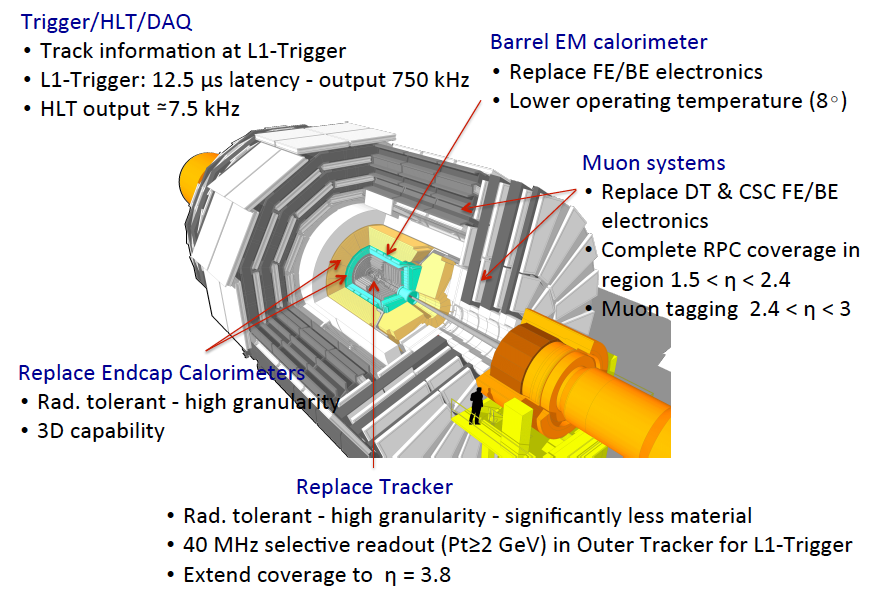 Trigger/HLT/DAQ
• Track information at L1-Trigger
• L1-Trigger: 12.5 µs latency - output 750 kHz
• HLT output ≃7.5 kHz
Barrel EM calorimeter
• Replace FE/BE electronics
• Lower operating temperature (8◦)
Muon systems
• Replace DT & CSC FE/BE
electronics
• Complete RPC coverage in
region 1.5 < η < 2.4
• Muon tagging 2.4 < η < 3
Replace Endcap Calorimeters
• Rad. tolerant - high granularity
• 3D capability
Replace Tracker
• Rad. tolerant - high granularity - significantly less material
• 40 MHz selective readout (Pt≥2 GeV) in Outer Tracker for L1-Trigger
• Extend coverage to η = 3.8